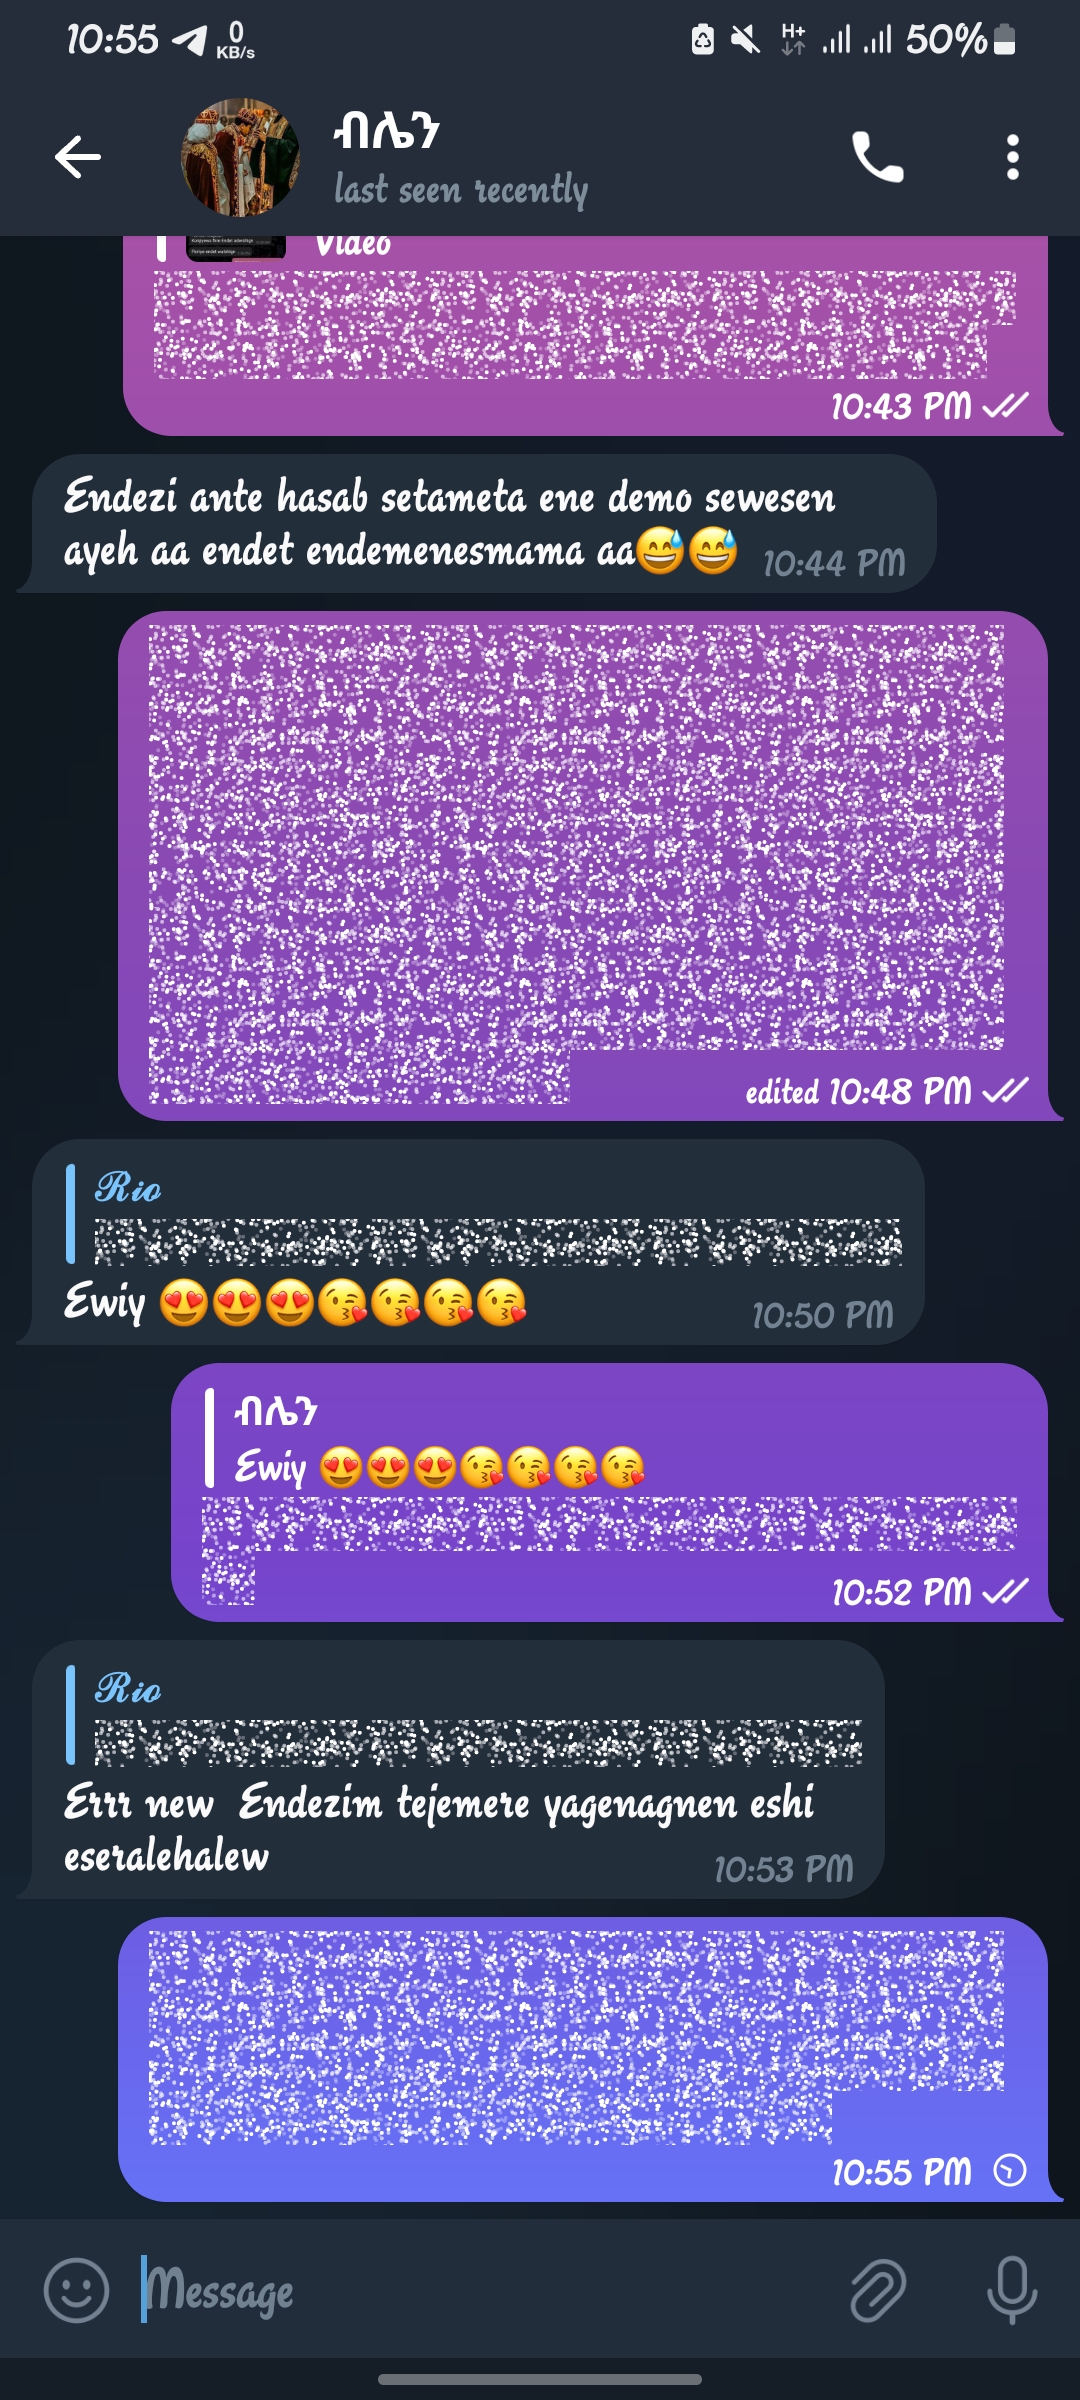 10:55
0
KB/s
H+
50%
ብሌን
last seen recently
Video
10:43 PM
Endezi ante hasab setameta ene demo sewesen
ayeh aa endet endemenesmama aa😅😅
10:44 PM
edited 10:48 PM
Rio
Ewiy 😍😍😍😘😘😘😘
10:50 PM
ብሌን
Ewiy 😍😍😍😘😘😘😘
10:52 PM
Rio
Errr new Endezim tejemere yagenagnen eshi
eseralehalew
10:53 PM
10:55 PM
Message